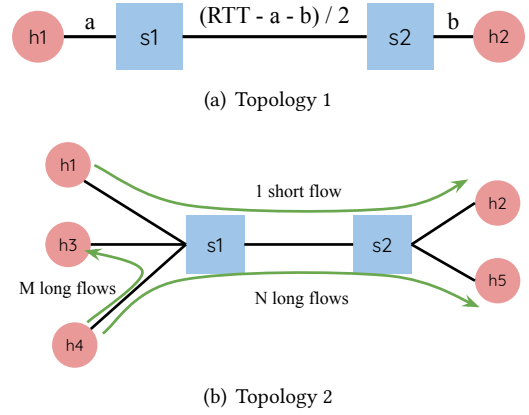 a
(RTT - a - b) / 2
b
h1
s1
s2
h2
(a) Topology 1
h1
1 short flow
h2
h3
s1
s2
M long flows
N long flows
h5
h4
(b) Topology 2